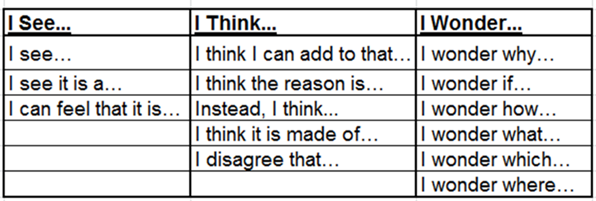 I See... I Think... I Wonder...
I see… I think I can add to that… I wonder why…
I see it is a… I think the reason is… I wonder if…
I can feel that it is… Instead, I think... I wonder how…
I think it is made of… I wonder what…
I disagree that… I wonder which…
I wonder where…